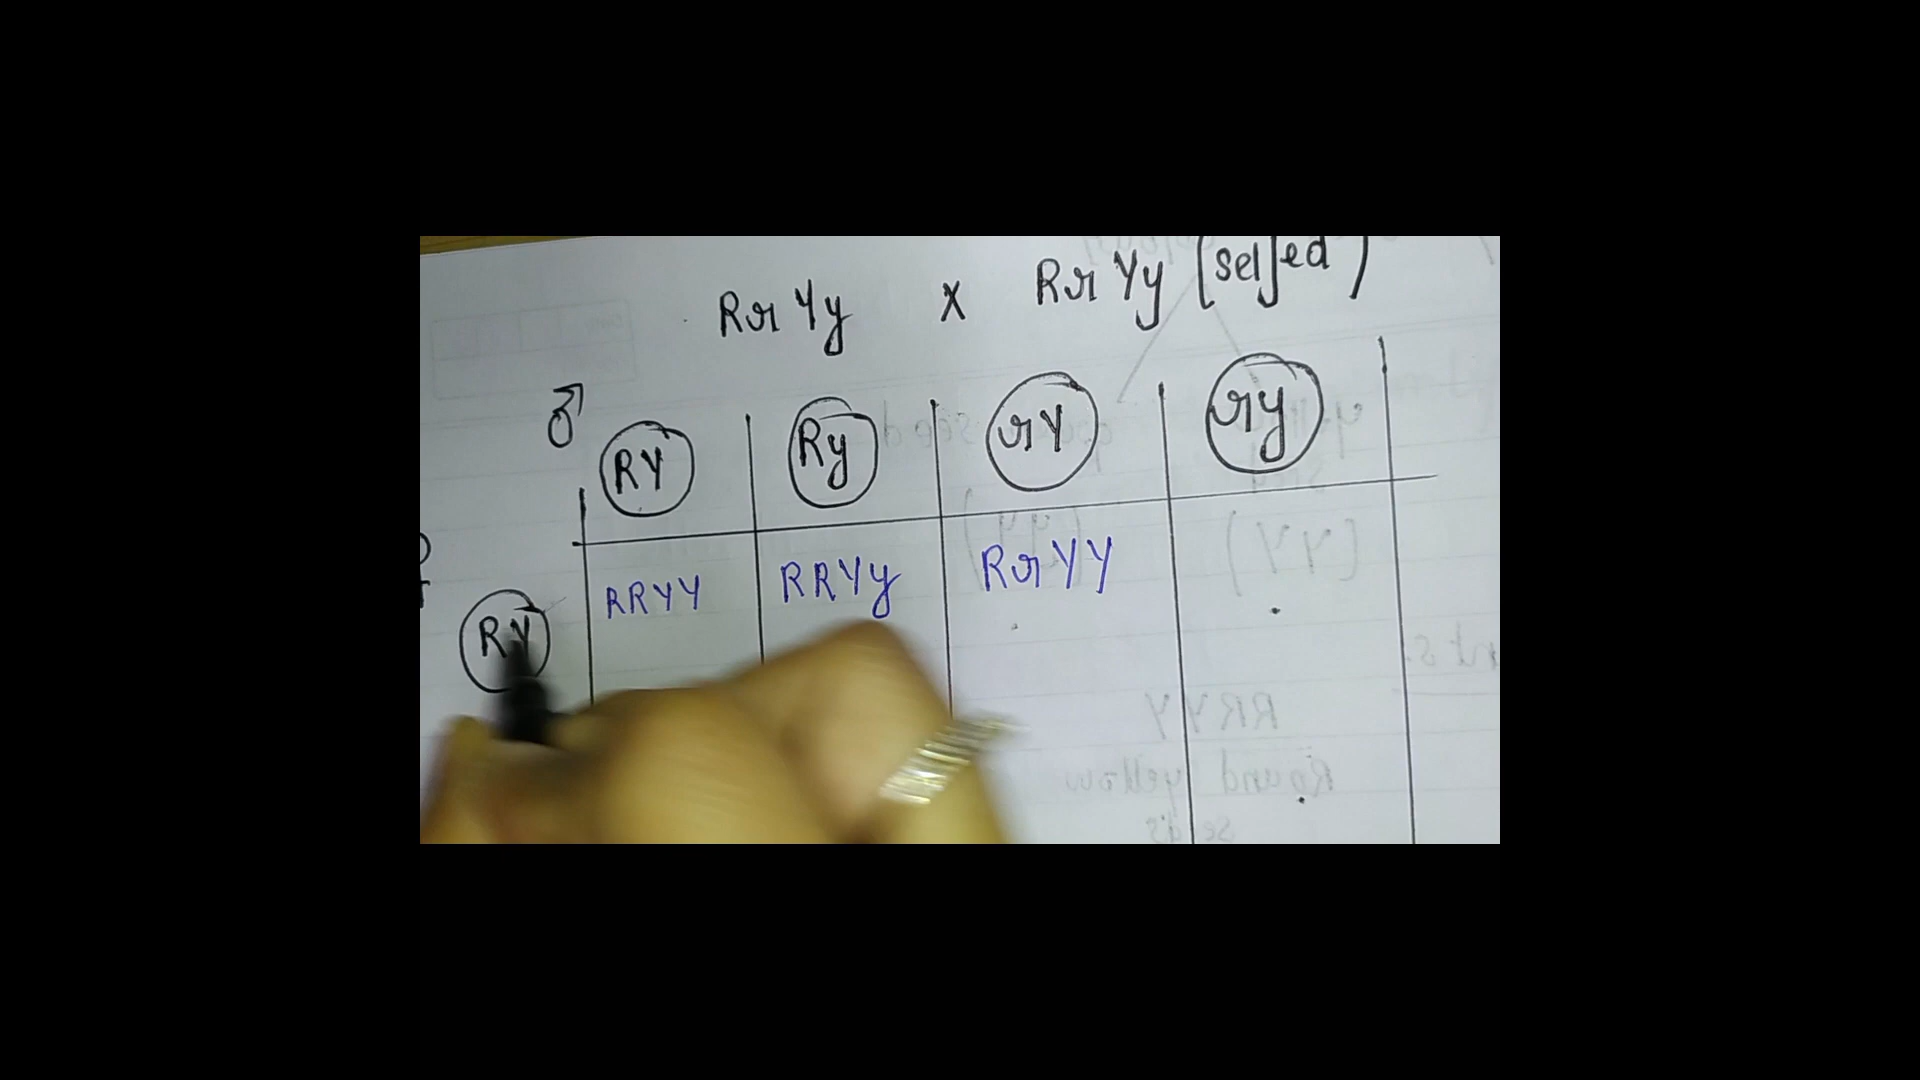 RrYy x RrYy (selfed)
♂ RY Ry rY ry
♀
RY RRYY RRYy RrYY